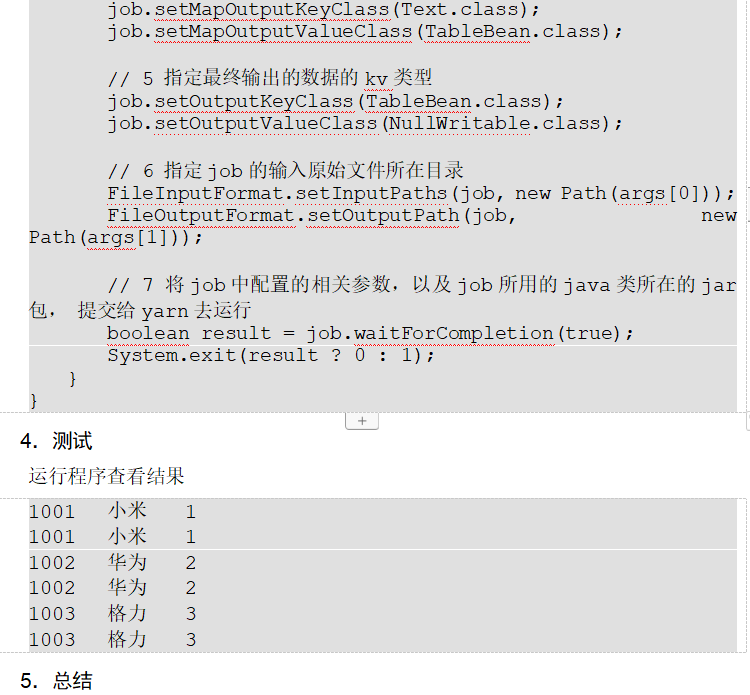 job.setMapOutputKeyClass(Text.class);
job.setMapOutputValueClass(TableBean.class);
// 5 指定最终输出的数据的 kv 类型
job.setOutputKeyClass(TableBean.class);
job.setOutputValueClass(NullWritable.class);
// 6 指定 job 的输入原始文件所在目录
FileInputFormat.setInputPaths(job, new Path(args[0]));
FileOutputFormat.setOutputPath(job, new
Path(args[1]));
// 7 将 job 中配置的相关参数，以及 job 所用的 java 类所在的 jar
包， 提交给 yarn 去运行
boolean result = job.waitForCompletion(true);
System.exit(result ? 0 : 1);
}
}
4．测试
运行程序查看结果
1001 小米 1
1001 小米 1
1002 华为 2
1002 华为 2
1003 格力 3
1003 格力 3
5．总结